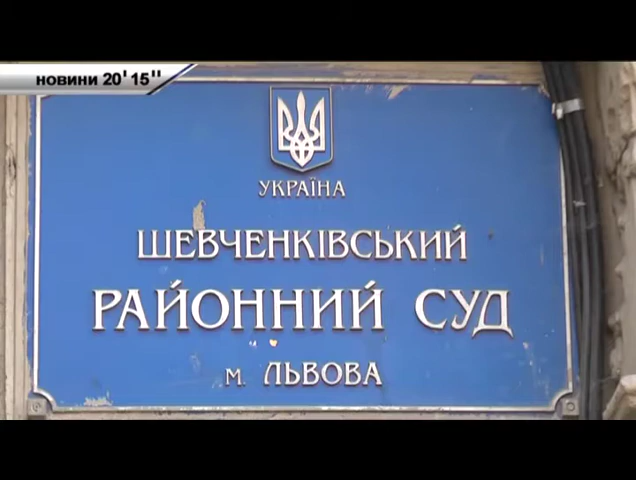 новини 20'15"
УКРАЇНА
ШЕВЧЕНКІВСЬКИЙ
РАЙОННИЙ СУД
м. ЛЬВОВА